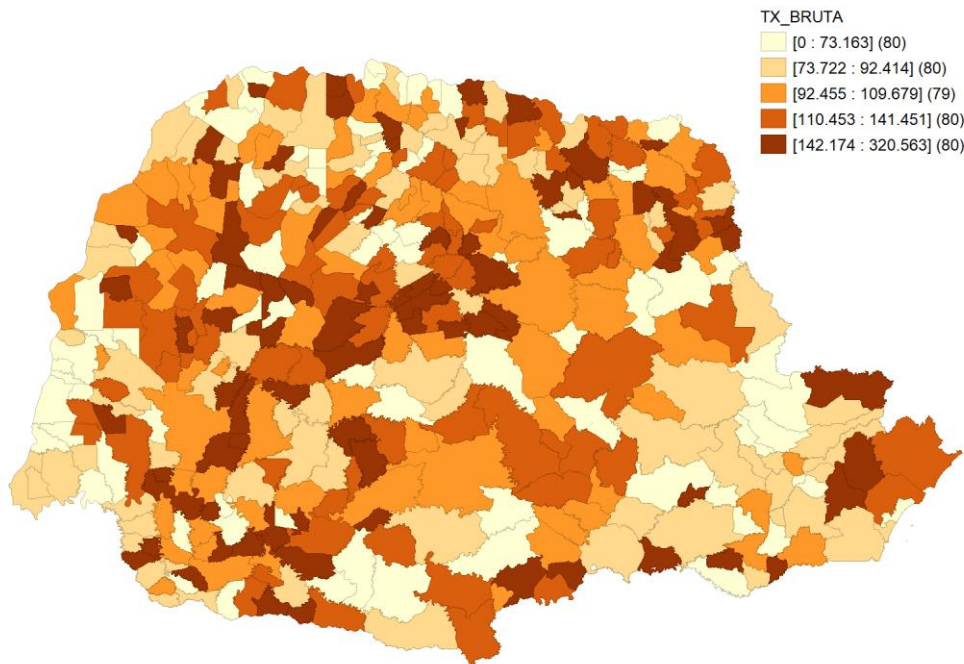 TX_BRUTA
[0 : 73.163] (80)
[73.722 : 92.414] (80)
[92.455 : 109.679] (79)
[110.453 : 141.451] (80)
[142.174 : 320.563] (80)